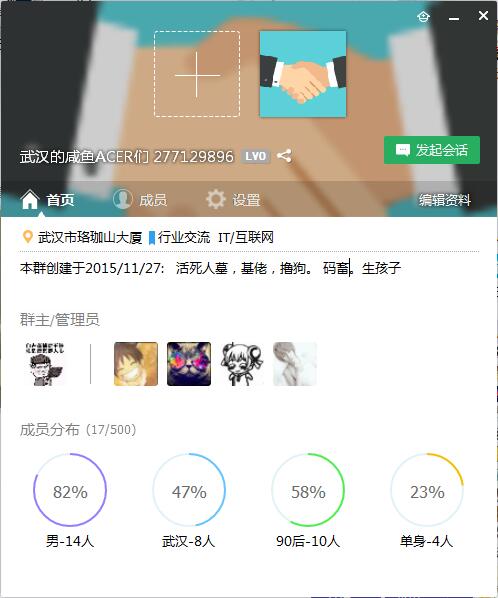 武汉的咸鱼ACER们 277129896 LV0
发起会话
首页 成员 设置 编辑资料
武汉市珞珈山大厦 行业交流 IT/互联网
本群创建于2015/11/27: 活死人墓，基佬，撸狗。 码畜。生孩子
群主/管理员
成员分布 (17/500)
82% 47% 58% 23%
男-14人 武汉-8人 90后-10人 单身-4人